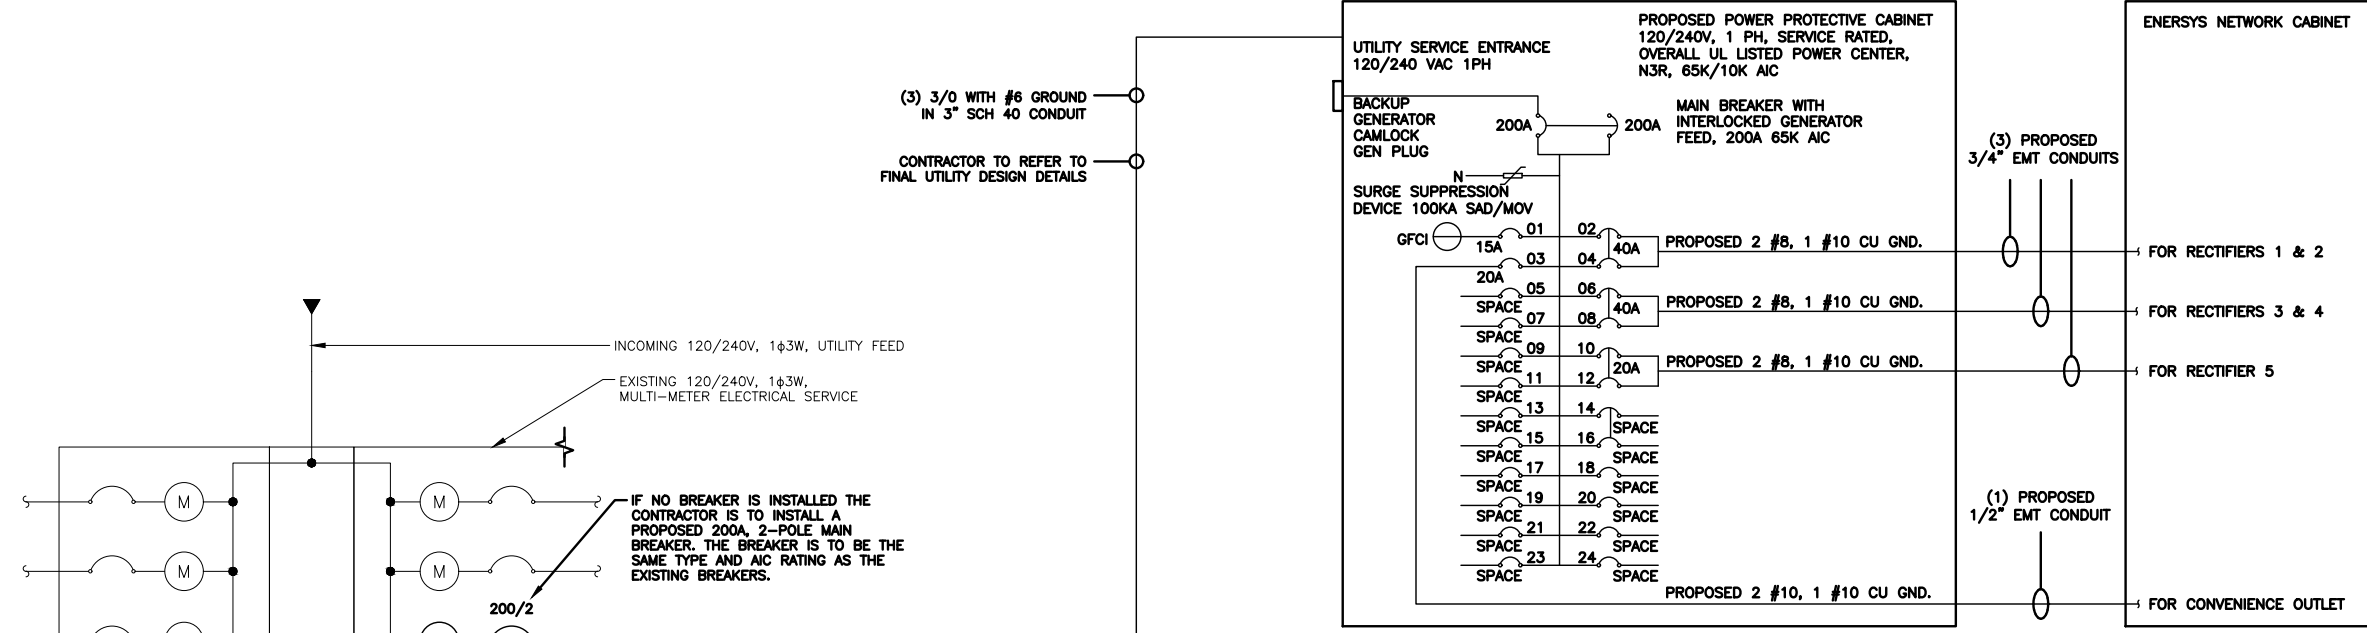 PROPOSED POWER PROTECTIVE CABINET
120/240V, 1 PH, SERVICE RATED,
OVERALL UL LISTED POWER CENTER,
N3R, 65K/10K AIC
ENERSYS NETWORK CABINET
UTILITY SERVICE ENTRANCE
120/240 VAC 1PH
(3) 3/0 WITH #6 GROUND
IN 3" SCH 40 CONDUIT
CONTRACTOR TO REFER TO
FINAL UTILITY DESIGN DETAILS
BACKUP
GENERATOR
CAMLOCK
GEN PLUG
200A
200A
MAIN BREAKER WITH
INTERLOCKED GENERATOR
FEED, 200A 65K AIC
(3) PROPOSED
3/4" EMT CONDUITS
N
SURGE SUPPRESSION
DEVICE 100KA SAD/MOV
GFCI
15A
01
02
40A
PROPOSED 2 #8, 1 #10 CU GND.
FOR RECTIFIERS 1 & 2
20A
03
04
SPACE
05
06
40A
PROPOSED 2 #8, 1 #10 CU GND.
FOR RECTIFIERS 3 & 4
SPACE
07
08
SPACE
09
10
20A
PROPOSED 2 #8, 1 #10 CU GND.
FOR RECTIFIER 5
SPACE
11
12
SPACE
13
14
SPACE
SPACE
15
16
SPACE
SPACE
17
18
SPACE
SPACE
19
20
SPACE
SPACE
21
22
SPACE
SPACE
23
24
SPACE
(1) PROPOSED
1/2" EMT CONDUIT
PROPOSED 2 #10, 1 #10 CU GND.
FOR CONVENIENCE OUTLET
INCOMING 120/240V, 1ϕ3W, UTILITY FEED
EXISTING 120/240V, 1ϕ3W,
MULTI-METER ELECTRICAL SERVICE
IF NO BREAKER IS INSTALLED THE
CONTRACTOR IS TO INSTALL A
PROPOSED 200A, 2-POLE MAIN
BREAKER. THE BREAKER IS TO BE THE
SAME TYPE AND AIC RATING AS THE
EXISTING BREAKERS.
M
M
M
M
200/2